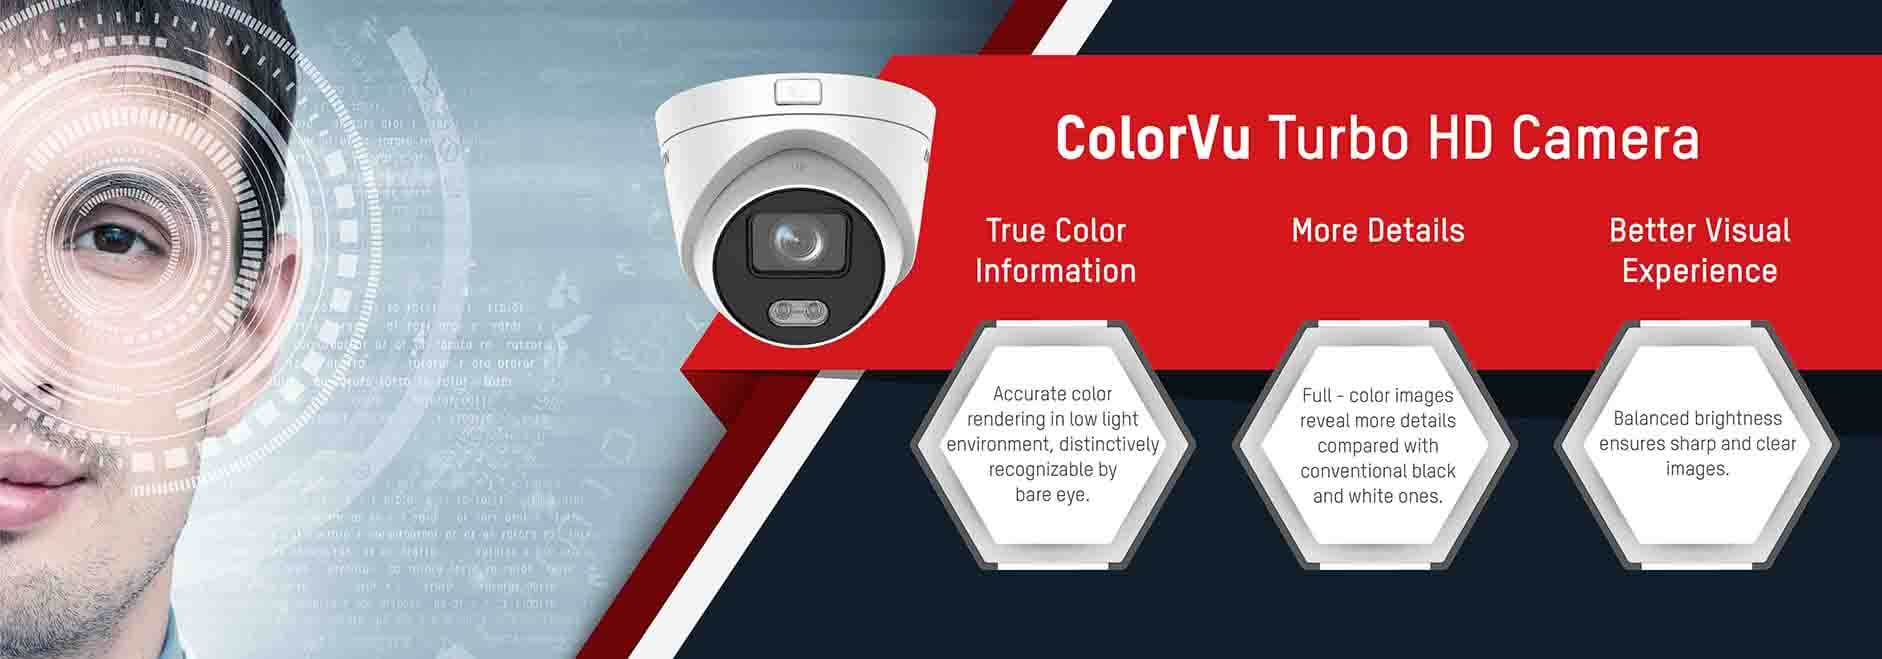 ColorVu Turbo HD Camera
True Color
Information
More Details
Better Visual
Experience
Accurate color
rendering in low light
environment, distinctively
recognizable by
bare eye.
Full - color images
reveal more details
compared with
conventional black
and white ones.
Balanced brightness
ensures sharp and clear
images.